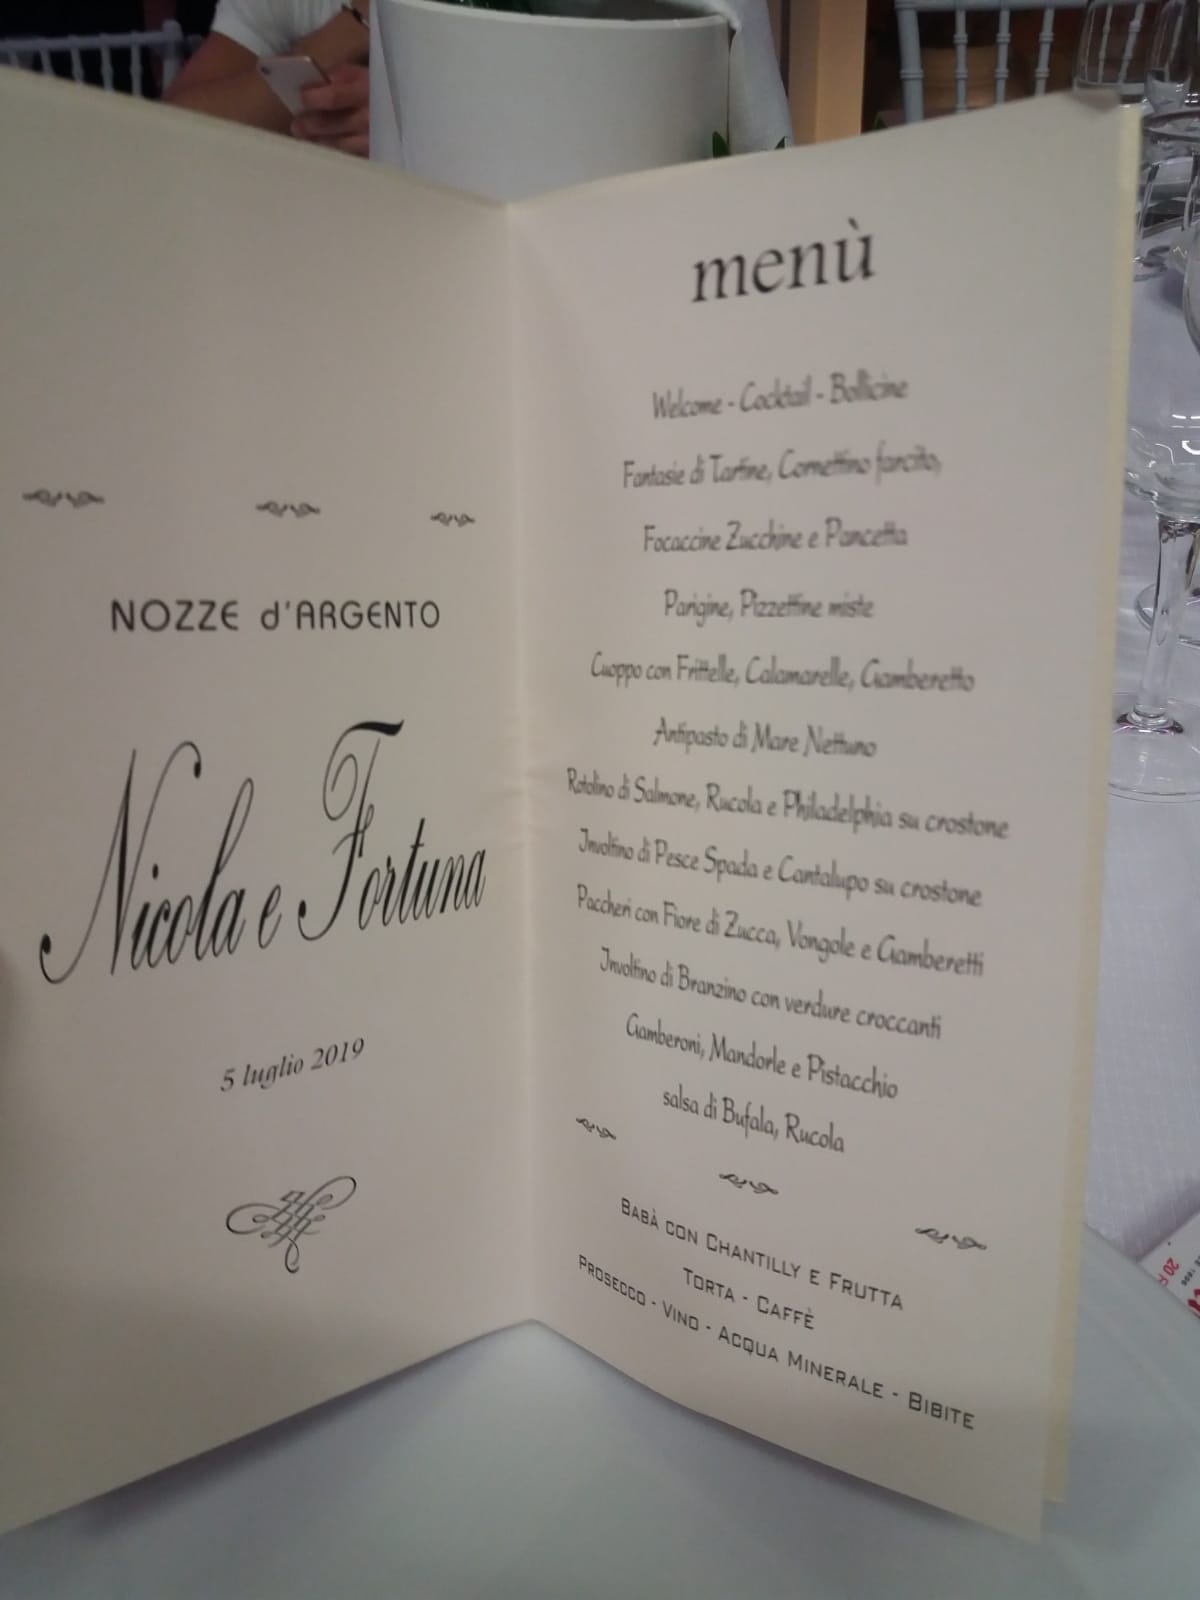 NOZZE d'ARGENTO
Nicola e Fortuna
5 luglio 2019
menù
Welcome - Cocktail - Bollicine
Fantasie di Tartine, Cornettino farcito,
Focaccine Zucchine e Pancetta
Parigine, Pizzettine miste
Cuoppo con Frittelle, Calamarelle, Gamberetto
Antipasto di Mare Nettuno
Rotolino di Salmone, Rucola e Philadelphia su crostone
Involtino di Pesce Spada e Cantalupo su crostone
Paccheri con Fiore di Zucca, Vongole e Gamberetti
Involtino di Branzino con verdure croccanti
Gamberoni, Mandorle e Pistacchio
salsa di Bufala, Rucola
BABÀ CON CHANTILLY E FRUTTA
TORTA - CAFFÈ
PROSECCO - VINO - ACQUA MINERALE - BIBITE